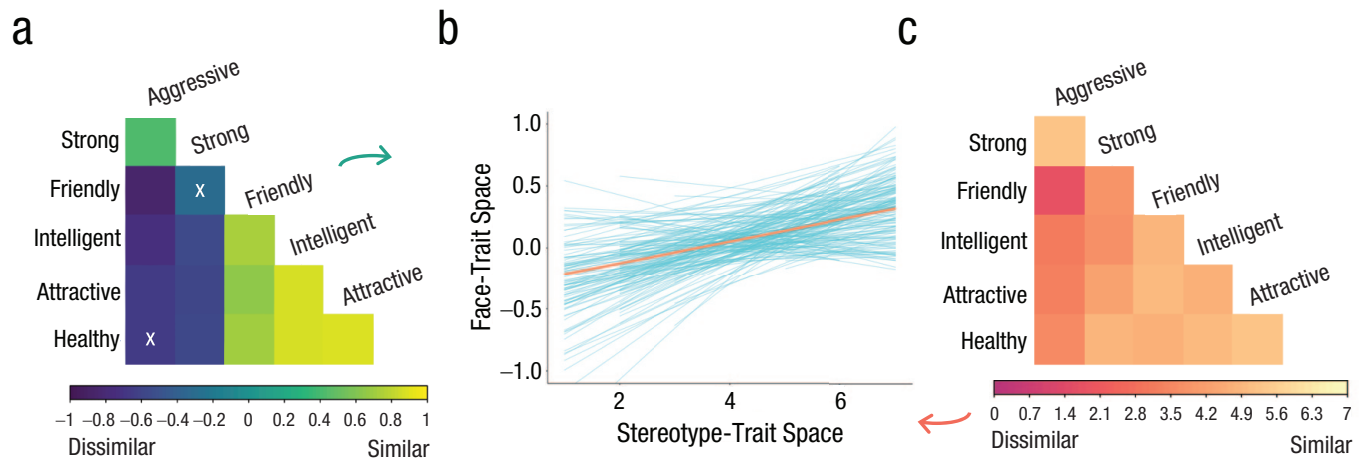 a
Aggressive
Strong
Strong
Friendly
x
Friendly
Intelligent
Intelligent
Attractive
Attractive
Healthy
x
−1 −0.8 −0.6 −0.4 −0.2 0 0.2 0.4 0.6 0.8 1
Dissimilar Similar
b
Face-Trait Space
1.0
0.5
0.0
−0.5
−1.0
2 4 6
Stereotype-Trait Space
c
Aggressive
Strong
Strong
Friendly
Friendly
Intelligent
Intelligent
Attractive
Attractive
Healthy
0 0.7 1.4 2.1 2.8 3.5 4.2 4.9 5.6 6.3 7
Dissimilar Similar